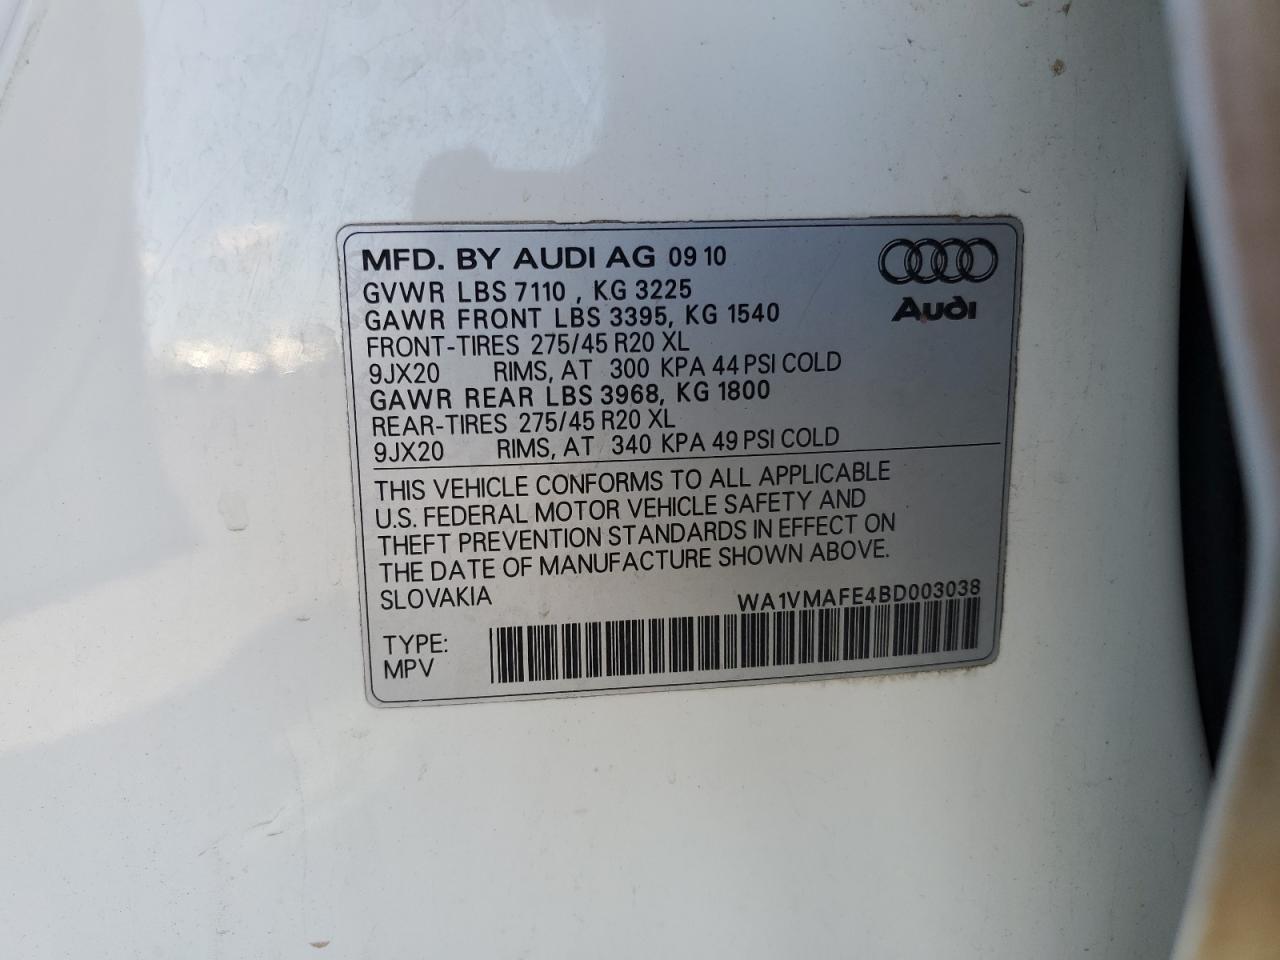 MFD. BY AUDI AG 09 10
GVWR LBS 7110 , KG 3225
GAWR FRONT LBS 3395, KG 1540
FRONT-TIRES 275/45 R20 XL
9JX20 RIMS, AT 300 KPA 44 PSI COLD
GAWR REAR LBS 3968, KG 1800
REAR-TIRES 275/45 R20 XL
9JX20 RIMS, AT 340 KPA 49 PSI COLD
Audi
THIS VEHICLE CONFORMS TO ALL APPLICABLE
U.S. FEDERAL MOTOR VEHICLE SAFETY AND
THEFT PREVENTION STANDARDS IN EFFECT ON
THE DATE OF MANUFACTURE SHOWN ABOVE.
SLOVAKIA WA1VMAFE4BD003038
TYPE:
MPV